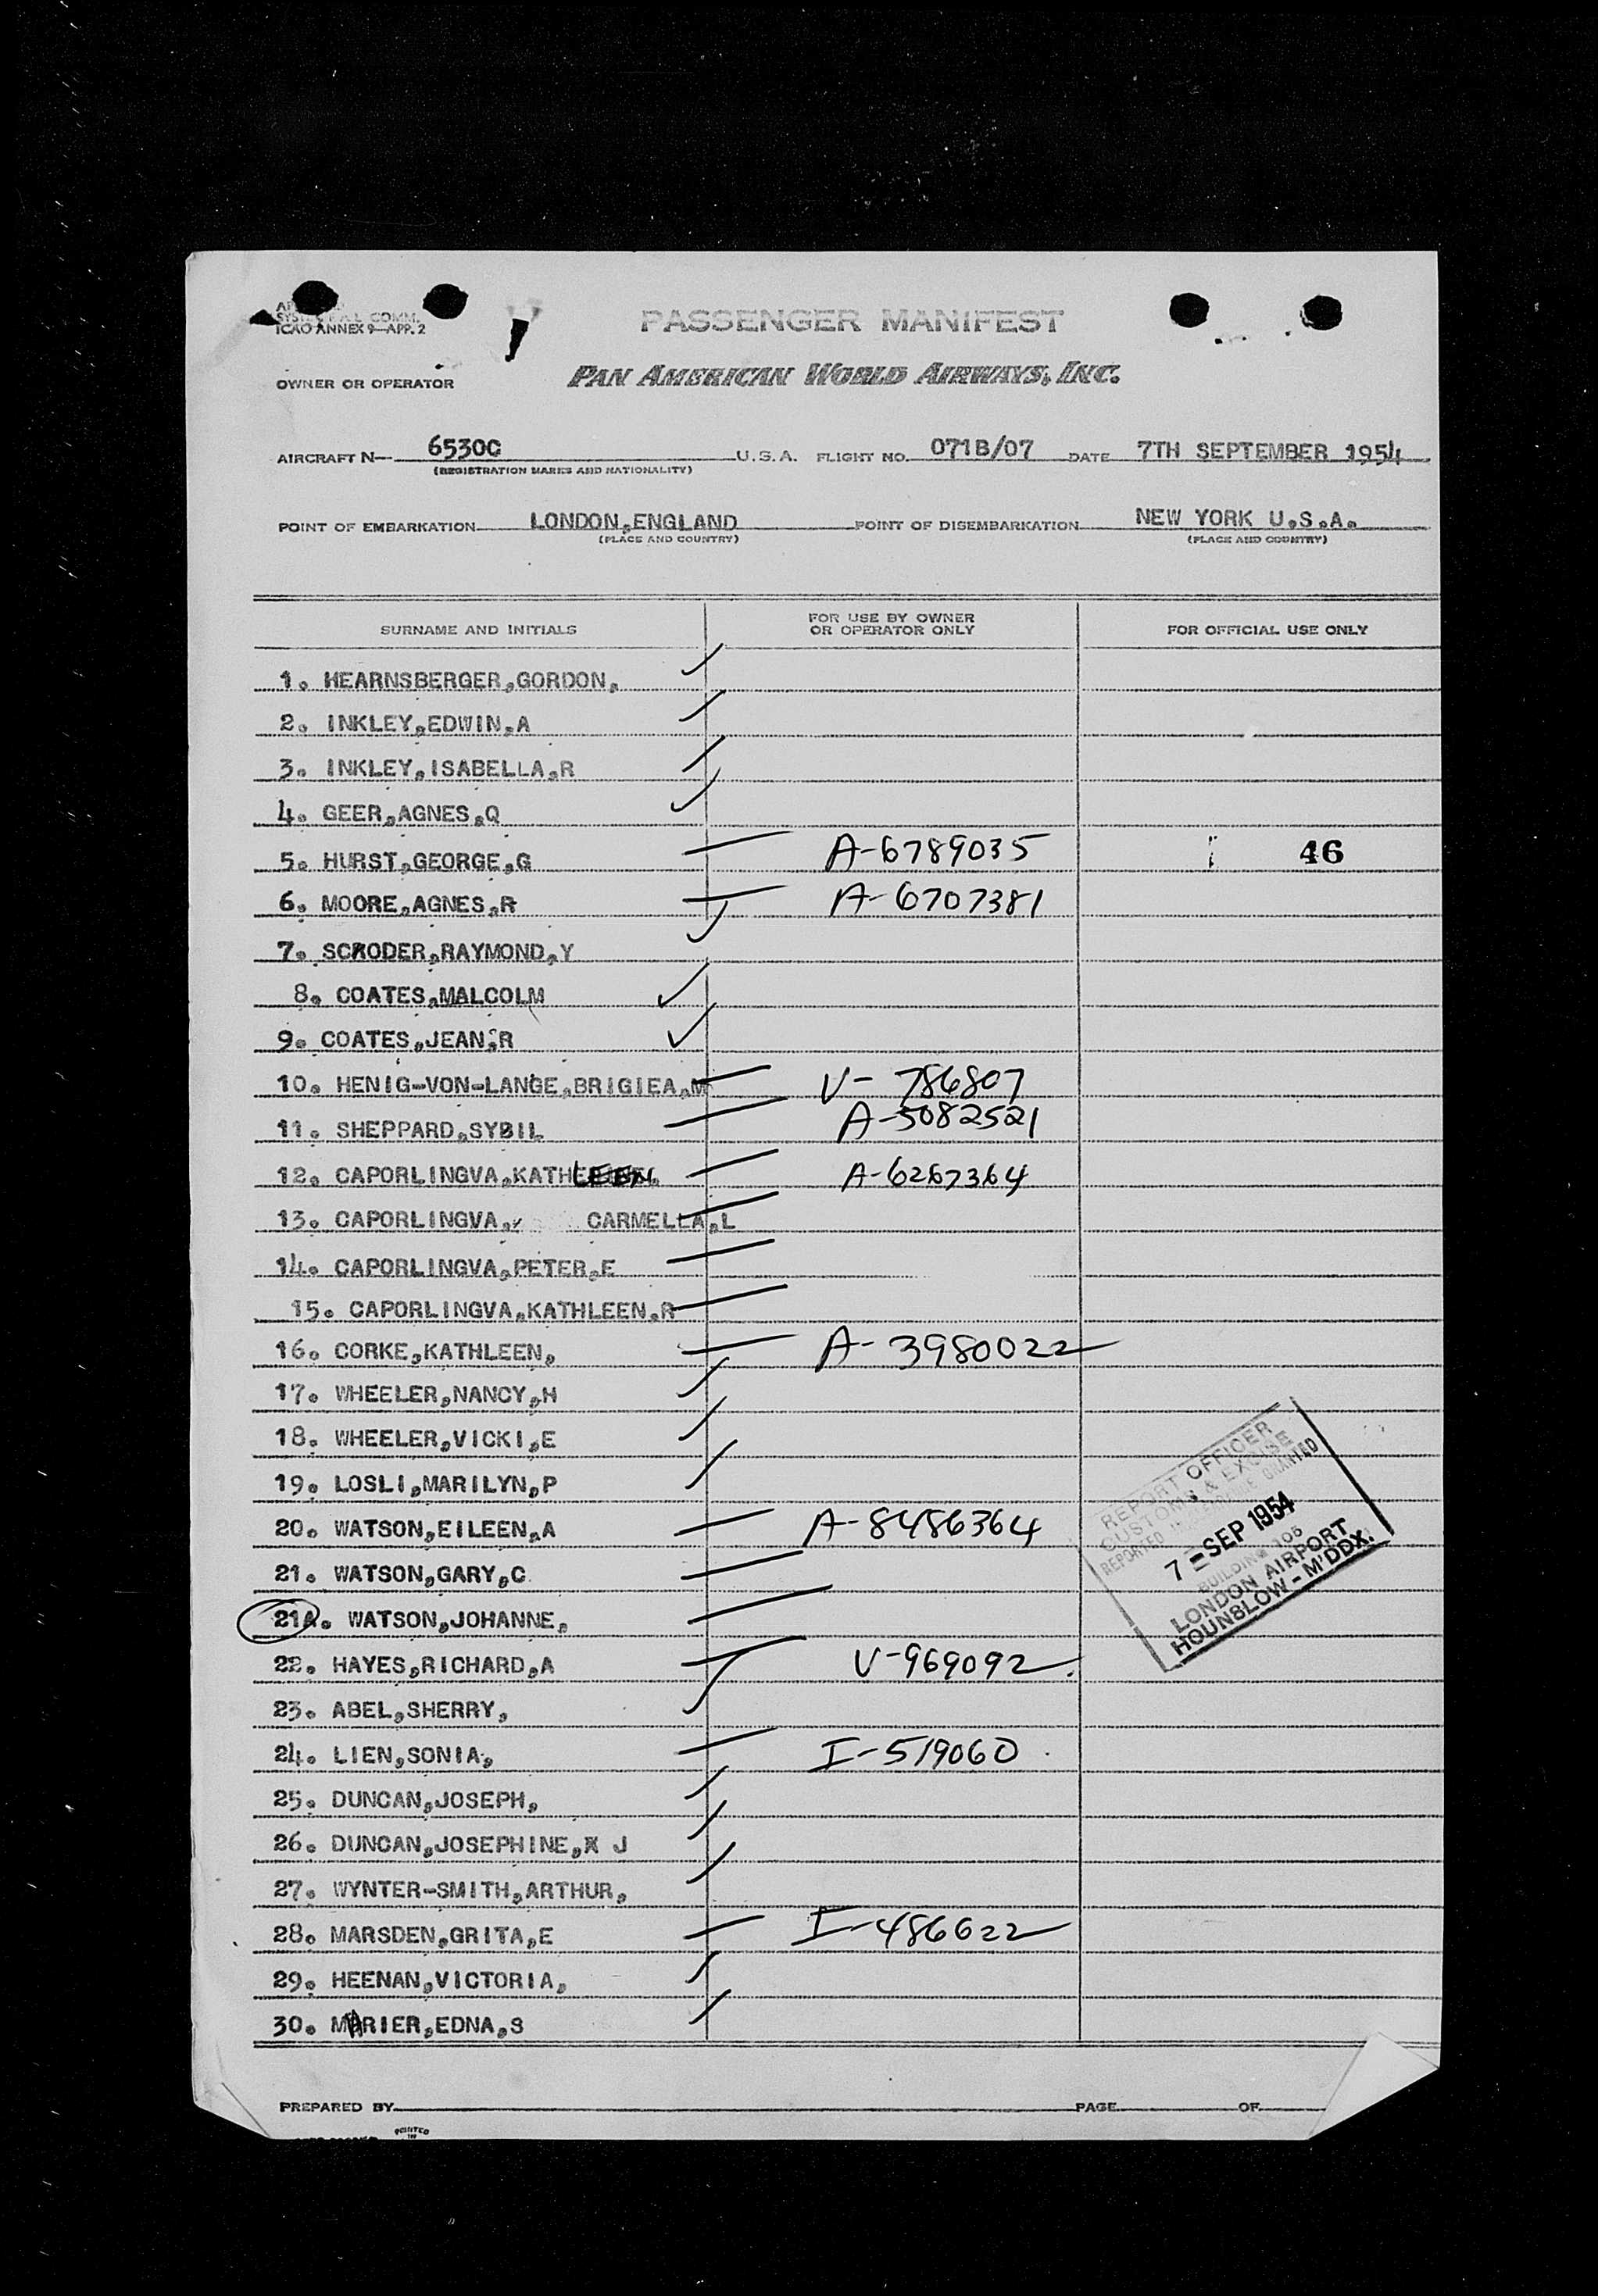 ICAO ANNEX 9—APP. 2
PASSENGER MANIFEST
OWNER OR OPERATOR PAN AMERICAN WORLD AIRWAYS, INC.
AIRCRAFT N— 6530C U.S.A. FLIGHT NO. 071B/07 DATE 7TH SEPTEMBER 1954
(REGISTRATION MARKS AND NATIONALITY)
POINT OF EMBARKATION LONDON,ENGLAND POINT OF DISEMBARKATION NEW YORK U.S.A.
(PLACE AND COUNTRY) (PLACE AND COUNTRY)
SURNAME AND INITIALS FOR USE BY OWNER OR OPERATOR ONLY FOR OFFICIAL USE ONLY
1. HEARNSBERGER,GORDON,
2. INKLEY,EDWIN,A
3. INKLEY,ISABELLA,R
4. GEER,AGNES,Q
5. HURST,GEORGE,G A-6789035 46
6. MOORE,AGNES,R A-6707381
7. SCRODER,RAYMOND,Y
8. COATES,MALCOLM
9. COATES,JEAN,R
10. HENIG-VON-LANGE,BRIGIEA,M V-786807
11. SHEPPARD,SYBIL A-5082521
12. CAPORLINGVA,KATHLEEN A-6267364
13. CAPORLINGVA, CARMELLA,L
14. CAPORLINGVA,PETER,E
15. CAPORLINGVA,KATHLEEN,R
16. CORKE,KATHLEEN, A-3980022
17. WHEELER,NANCY,H
18. WHEELER,VICKI,E
19. LOSLI,MARILYN,P
20. WATSON,EILEEN,A A-8486364
21. WATSON,GARY,C
21A. WATSON,JOHANNE,
22. HAYES,RICHARD,A V-969092
23. ABEL,SHERRY,
24. LIEN,SONIA, I-519060
25. DUNCAN,JOSEPH,
26. DUNCAN,JOSEPHINE,X J
27. WYNTER-SMITH,ARTHUR,
28. MARSDEN,GRITA,E I-486622
29. HEENAN,VICTORIA,
30. MARIER,EDNA,S
REPORT OFFICER
CUSTOMS & EXCISE
REPORTED GRANTED
7 - SEP 1954
BUILDING 105
LONDON AIRPORT
HOUNSLOW - M'DDX.
PREPARED BY PAGE OF
PRINTED